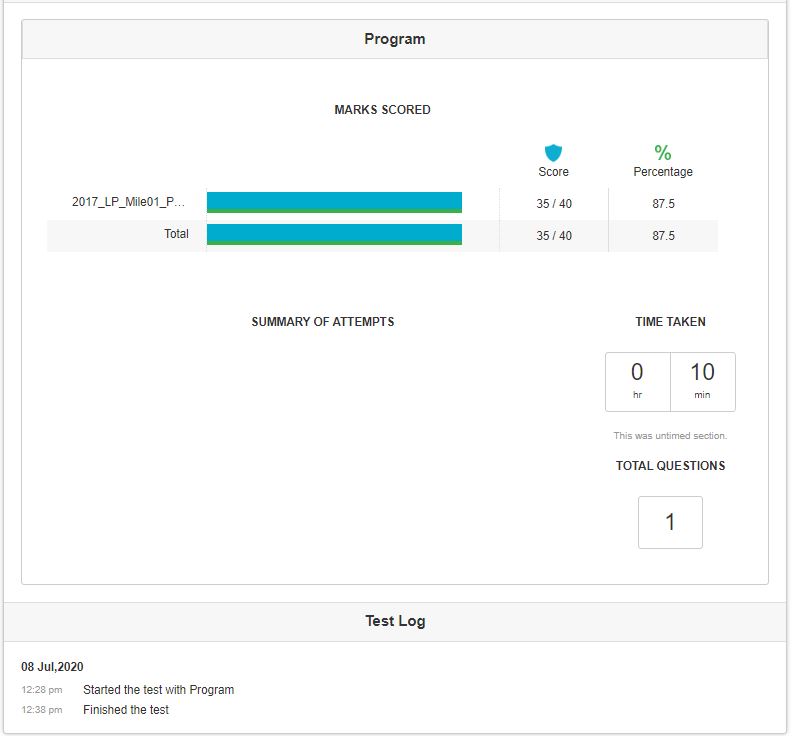 Program
MARKS SCORED
%
Score Percentage
2017_LP_Mile01_P... 35 / 40 87.5
Total 35 / 40 87.5
SUMMARY OF ATTEMPTS TIME TAKEN
0 10
hr min
This was untimed section.
TOTAL QUESTIONS
1
Test Log
08 Jul,2020
12:28 pm Started the test with Program
12:38 pm Finished the test